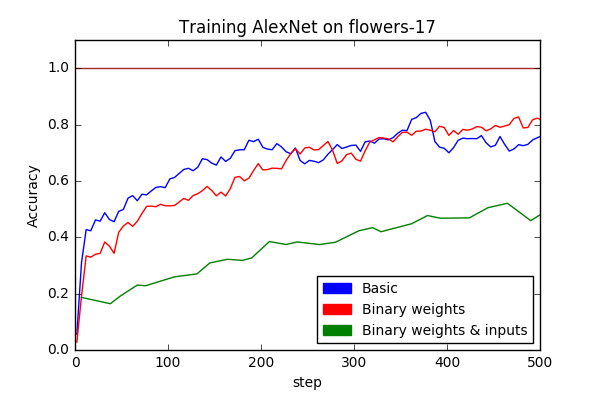 Training AlexNet on flowers-17
1.0
0.8
0.6
0.4
0.2
0.0
Accuracy
Basic
Binary weights
Binary weights & inputs
0 100 200 300 400 500
step